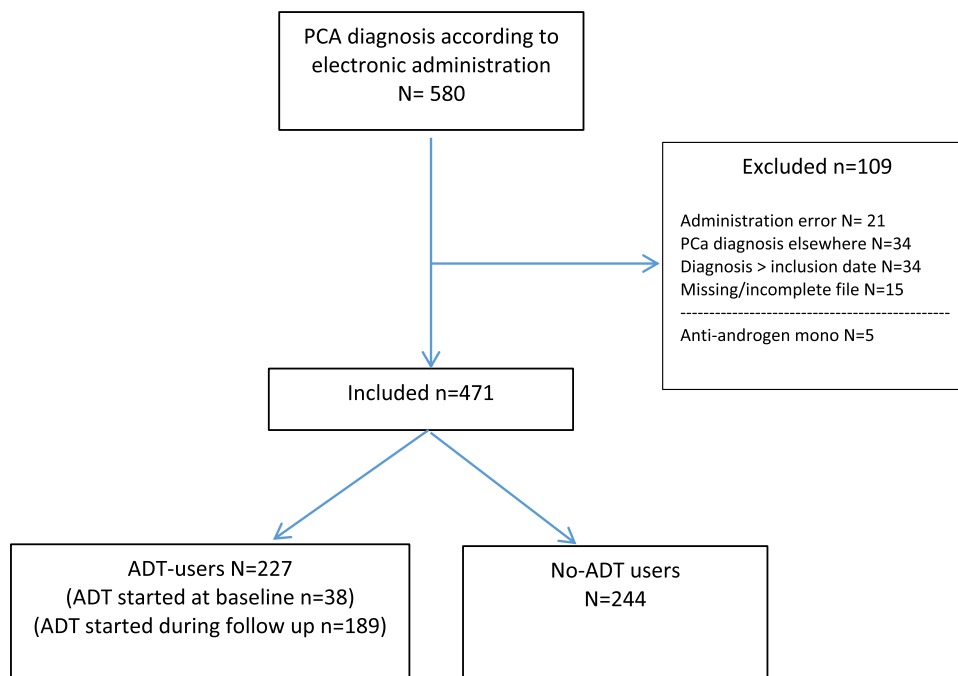 PCA diagnosis according to
electronic administration
N= 580
Excluded n=109
Administration error N= 21
PCa diagnosis elsewhere N=34
Diagnosis > inclusion date N=34
Missing/incomplete file N=15
------------------------------------------------
Anti-androgen mono N=5
Included n=471
ADT-users N=227
(ADT started at baseline n=38)
(ADT started during follow up n=189)
No-ADT users
N=244